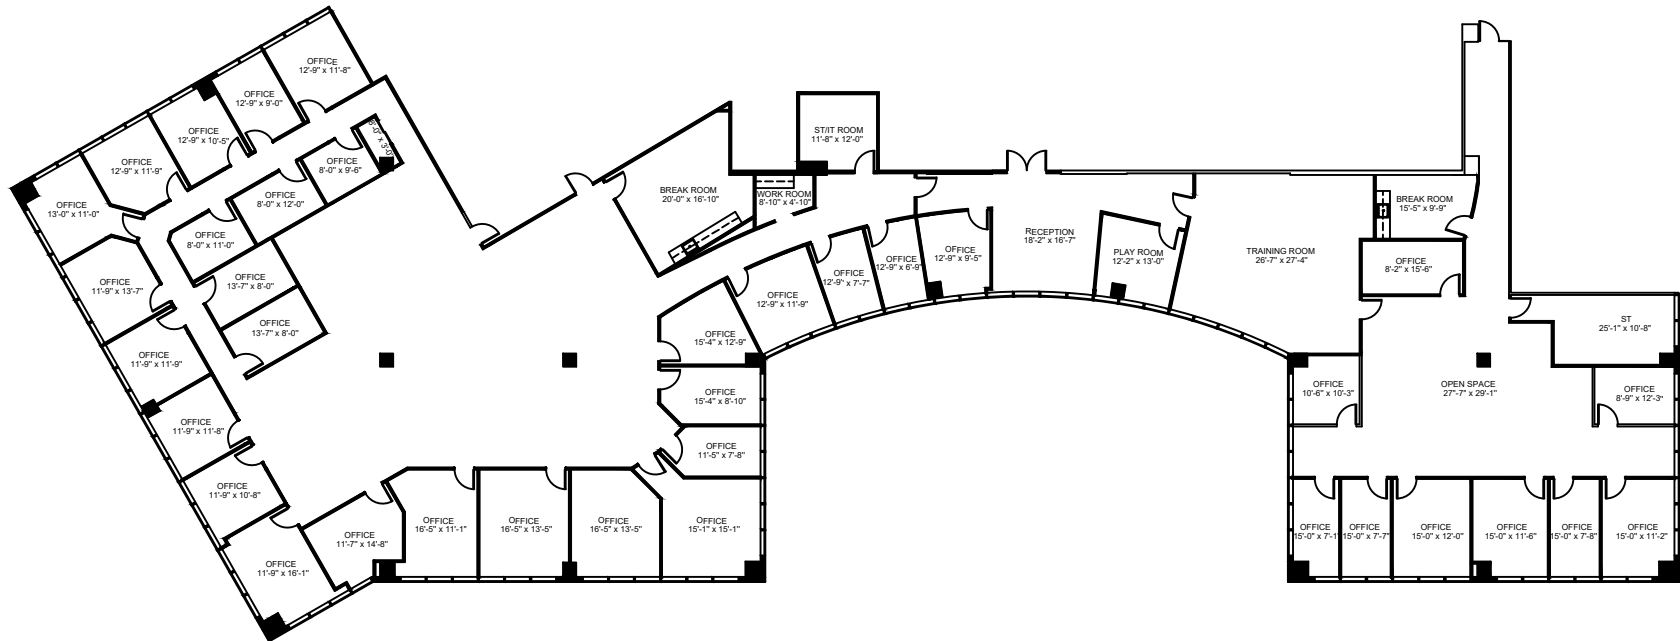 OFFICE
12'-9" x 11'-8"
OFFICE
12'-9" x 9'-0"
OFFICE
12'-9" x 10'-5"
OFFICE
12'-9" x 11'-9"
OFFICE
13'-0" x 11'-0"
OFFICE
8'-0" x 9'-6"
OFFICE
8'-0" x 12'-0"
OFFICE
8'-0" x 11'-0"
OFFICE
13'-7" x 8'-0"
OFFICE
11'-9" x 13'-7"
OFFICE
13'-7" x 8'-0"
OFFICE
11'-9" x 11'-9"
OFFICE
11'-9" x 11'-8"
OFFICE
11'-9" x 10'-8"
OFFICE
11'-9" x 16'-1"
OFFICE
11'-7" x 14'-8"
OFFICE
16'-5" x 11'-1"
OFFICE
16'-5" x 13'-5"
OFFICE
16'-5" x 13'-5"
OFFICE
15'-1" x 15'-1"
OFFICE
11'-5" x 7'-8"
OFFICE
15'-4" x 8'-10"
OFFICE
15'-4" x 12'-9"
OFFICE
12'-9" x 11'-9"
OFFICE
12'-9" x 7'-7"
OFFICE
12'-9" x 6'-9"
OFFICE
12'-9" x 9'-5"
BREAK ROOM
20'-0" x 16'-10"
WORK ROOM
8'-10" x 4'-10"
ST/IT ROOM
11'-8" x 12'-0"
RECEPTION
18'-2" x 16'-7"
PLAY ROOM
12'-2" x 13'-0"
TRAINING ROOM
26'-7" x 27'-4"
BREAK ROOM
15'-5" x 9'-9"
OFFICE
8'-2" x 15'-6"
ST
25'-1" x 10'-8"
OFFICE
10'-6" x 10'-3"
OPEN SPACE
27'-7" x 29'-1"
OFFICE
8'-9" x 12'-3"
OFFICE
15'-0" x 7'-1"
OFFICE
15'-0" x 7'-7"
OFFICE
15'-0" x 12'-0"
OFFICE
15'-0" x 11'-6"
OFFICE
15'-0" x 7'-8"
OFFICE
15'-0" x 11'-2"